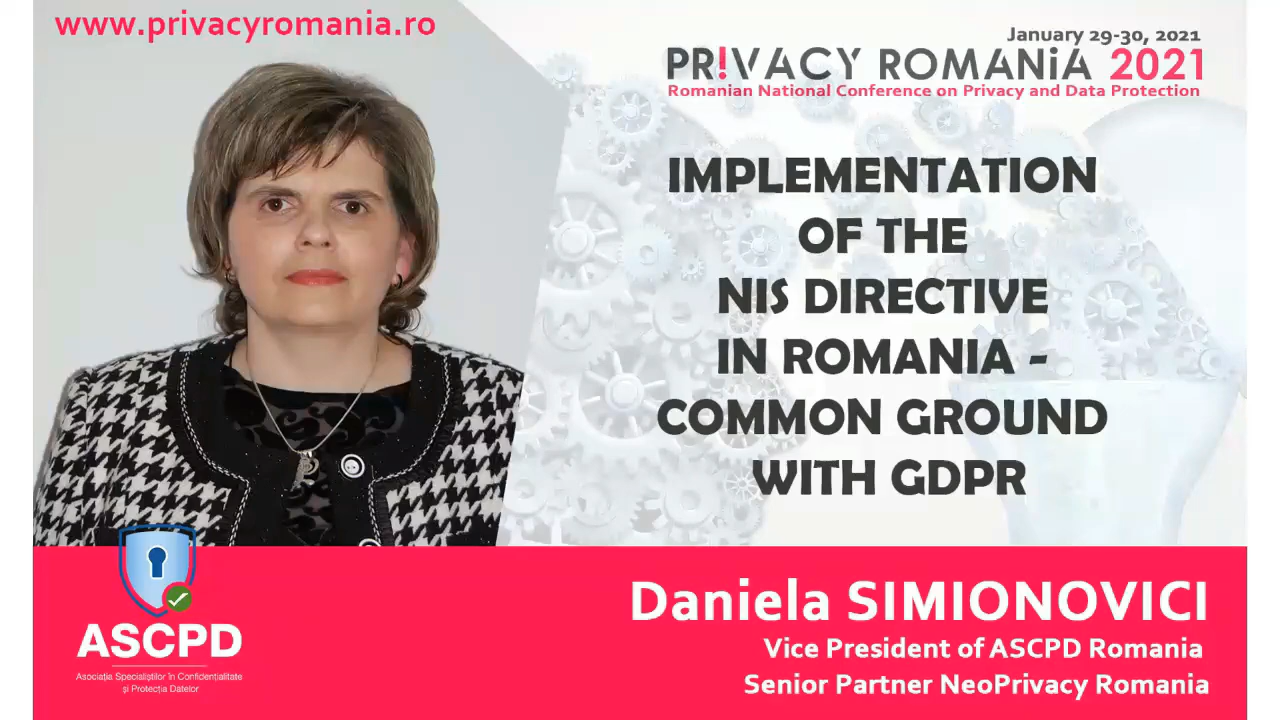 www.privacyromania.ro
January 29-30, 2021
PR!VACY ROMANiA 2021
Romanian National Conference on Privacy and Data Protection
IMPLEMENTATION
OF THE
NIS DIRECTIVE
IN ROMANIA -
COMMON GROUND
WITH GDPR
Daniela SIMIONOVICI
Vice President of ASCPD Romania
Senior Partner NeoPrivacy Romania
ASCPD
Asociația Specialiștilor în Confidențialitate
și Protecția Datelor